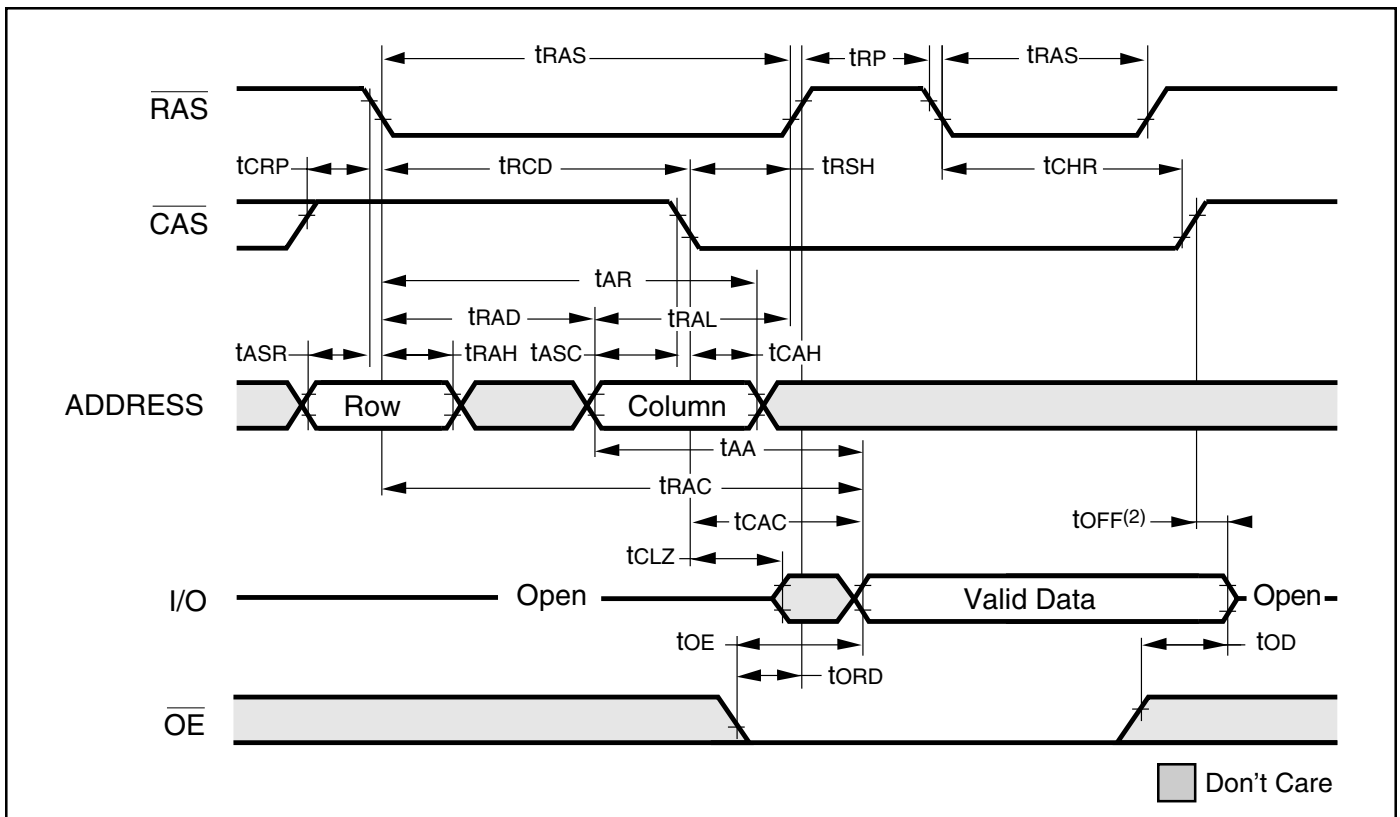 tRAS tRP tRAS
RAS
tCRP tRCD tRSH tCHR
CAS
tAR
tRAD tRAL
tASR tRAH tASC tCAH
ADDRESS Row Column
tAA
tRAC
tCAC tOFF(2)
tCLZ
I/O Open Valid Data Open
tOE tOD
tORD
OE
Don't Care